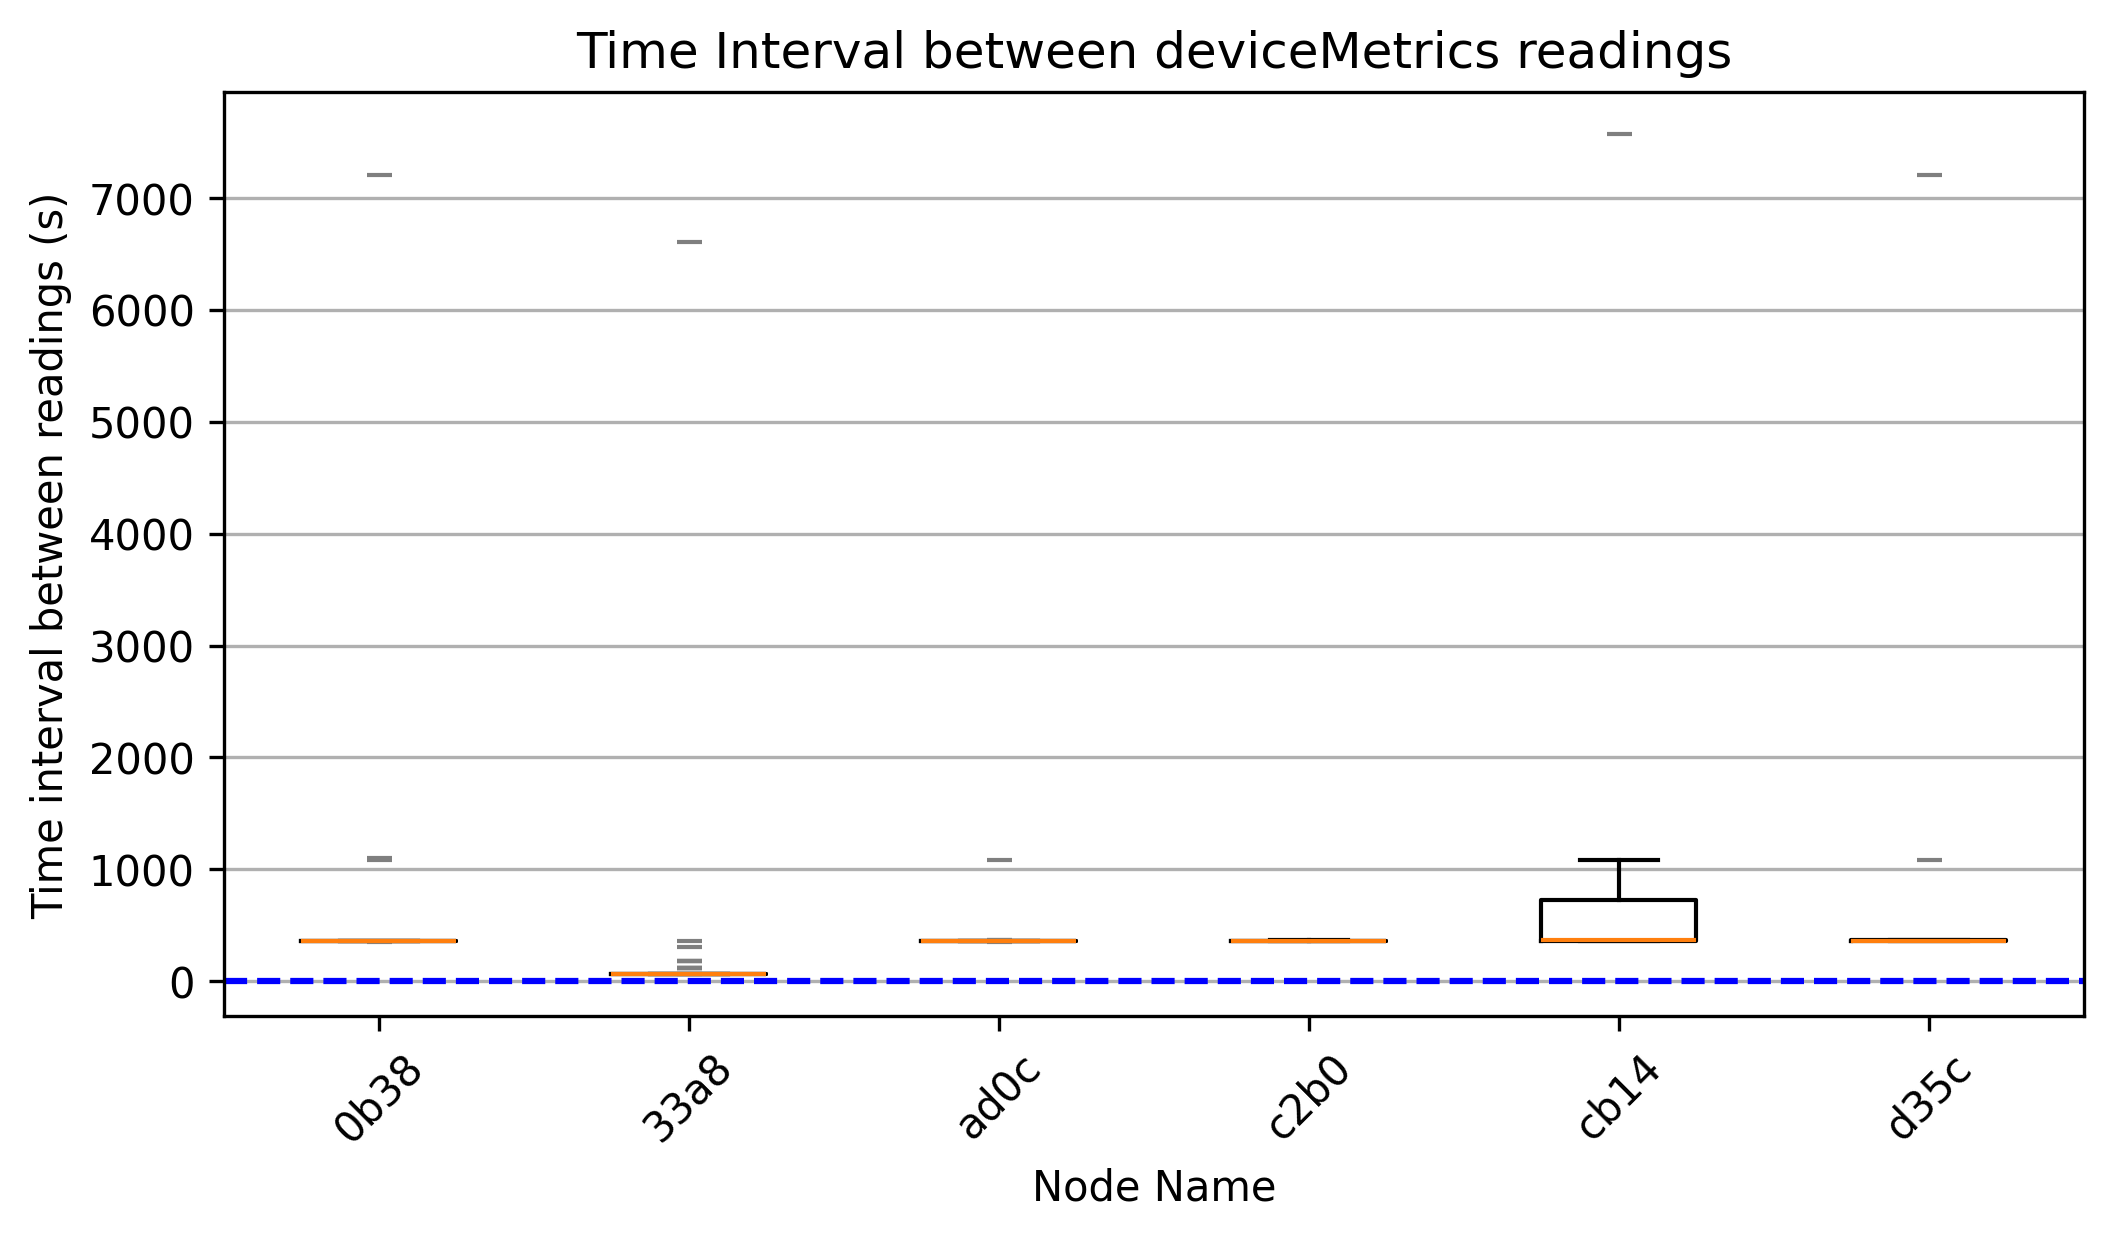 Time Interval between deviceMetrics readings
Time interval between readings (s)
7000
6000
5000
4000
3000
2000
1000
0
0b38
33a8
ad0c
c2b0
cb14
d35c
Node Name